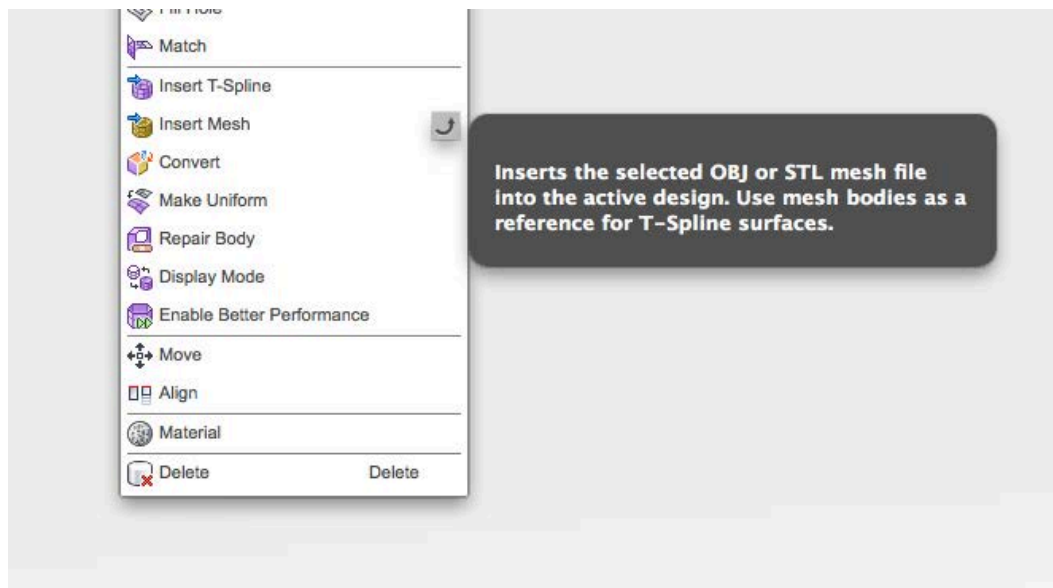 Fill Hole
Match
Insert T-Spline
Insert Mesh
Convert
Make Uniform
Repair Body
Display Mode
Enable Better Performance
Move
Align
Material
Delete Delete
Inserts the selected OBJ or STL mesh file
into the active design. Use mesh bodies as a
reference for T-Spline surfaces.